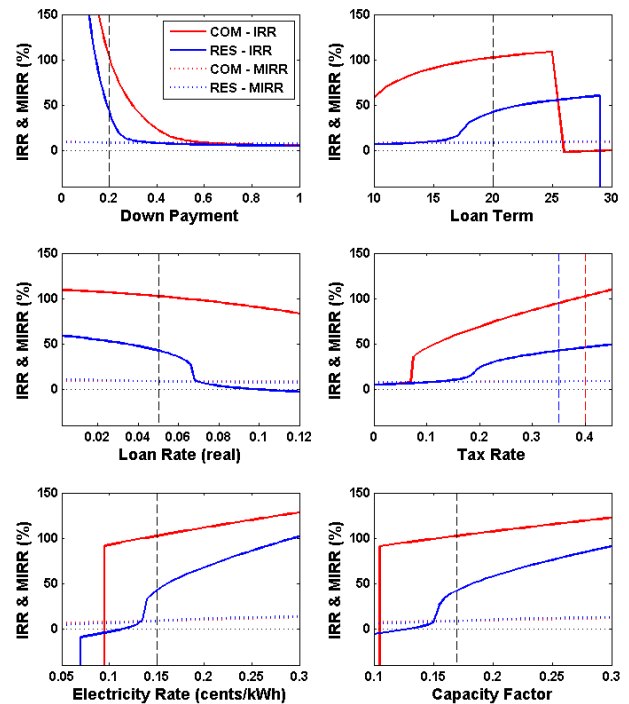 150
100
50
0
IRR & MIRR (%)
COM - IRR
RES - IRR
COM - MIRR
RES - MIRR
0 0.2 0.4 0.6 0.8 1
Down Payment
150
100
50
0
IRR & MIRR (%)
10 15 20 25 30
Loan Term
150
100
50
0
IRR & MIRR (%)
0.02 0.04 0.06 0.08 0.1 0.12
Loan Rate (real)
150
100
50
0
IRR & MIRR (%)
0 0.1 0.2 0.3 0.4
Tax Rate
150
100
50
0
IRR & MIRR (%)
0.05 0.1 0.15 0.2 0.25 0.3
Electricity Rate (cents/kWh)
150
100
50
0
IRR & MIRR (%)
0.1 0.15 0.2 0.25 0.3
Capacity Factor